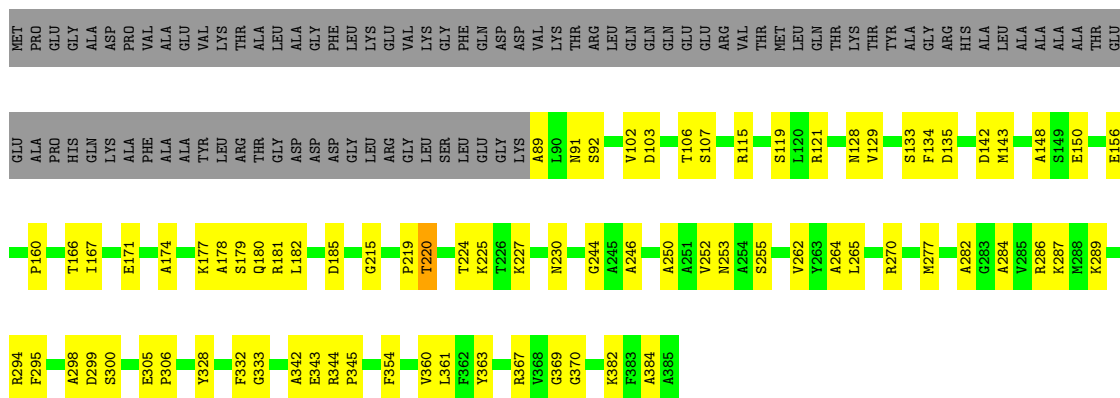 MET PRO GLU GLY ALA ASP PRO VAL ALA GLU VAL LYS THR ALA LEU ALA GLY PHE LEU LYS GLU VAL LYS GLY PHE GLN ASP ASP VAL LYS THR ARG LEU GLN GLN GLN GLU GLU ARG VAL THR MET LEU GLN THR LYS THR TYR ALA GLY ARG HIS ALA LEU ALA ALA ALA ALA ALA THR GLU
GLU ALA PRO HIS GLN LYS ALA PHE ALA ALA TYR LEU ARG THR GLY ASP ASP ASP GLY LEU ARG GLY LEU SER LEU GLU GLY LYS A89 L90 N91 S92 V102 D103 T106 S107 R115 S119 L120 R121 N128 V129 S133 F134 D135 D142 M143 A148 S149 E150 E156
P160 T166 I167 E171 A174 K177 A178 S179 Q180 R181 L182 D185 G215 P219 T220 T224 K225 T226 K227 N230 G244 A245 A246 A250 A251 V252 N253 A254 S255 V262 Y263 A264 L265 R270 M277 A282 G283 A284 V285 R286 K287 M288 K289
R294 F295 A298 D299 S300 E305 P306 Y328 F332 G333 A342 E343 R344 P345 F354 V360 L361 F362 Y363 R367 V368 G369 G370 K382 F383 A384 A385